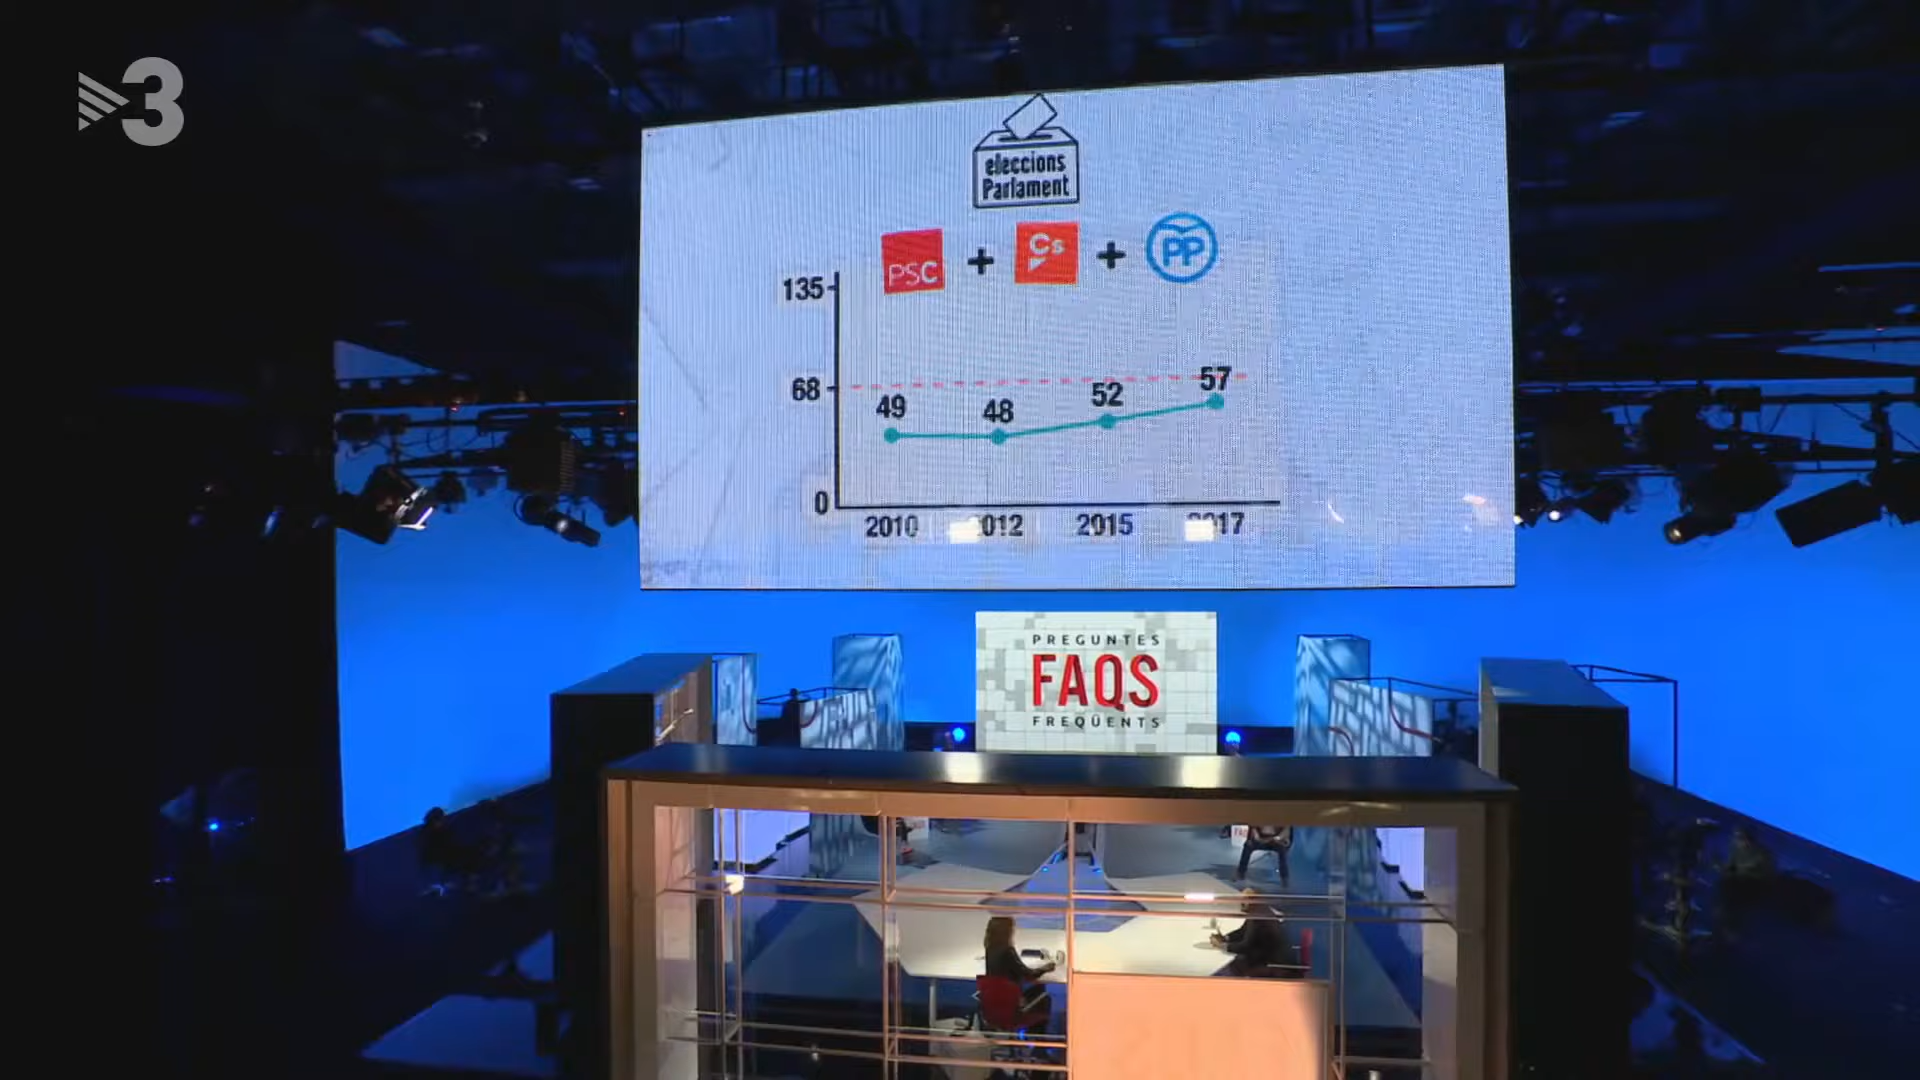 3
eleccions
Parlament
PSC + Cs + PP
135
68
49
48
52
57
0
2010
2015
PREGUNTES
FAQS
FREQÜENTS